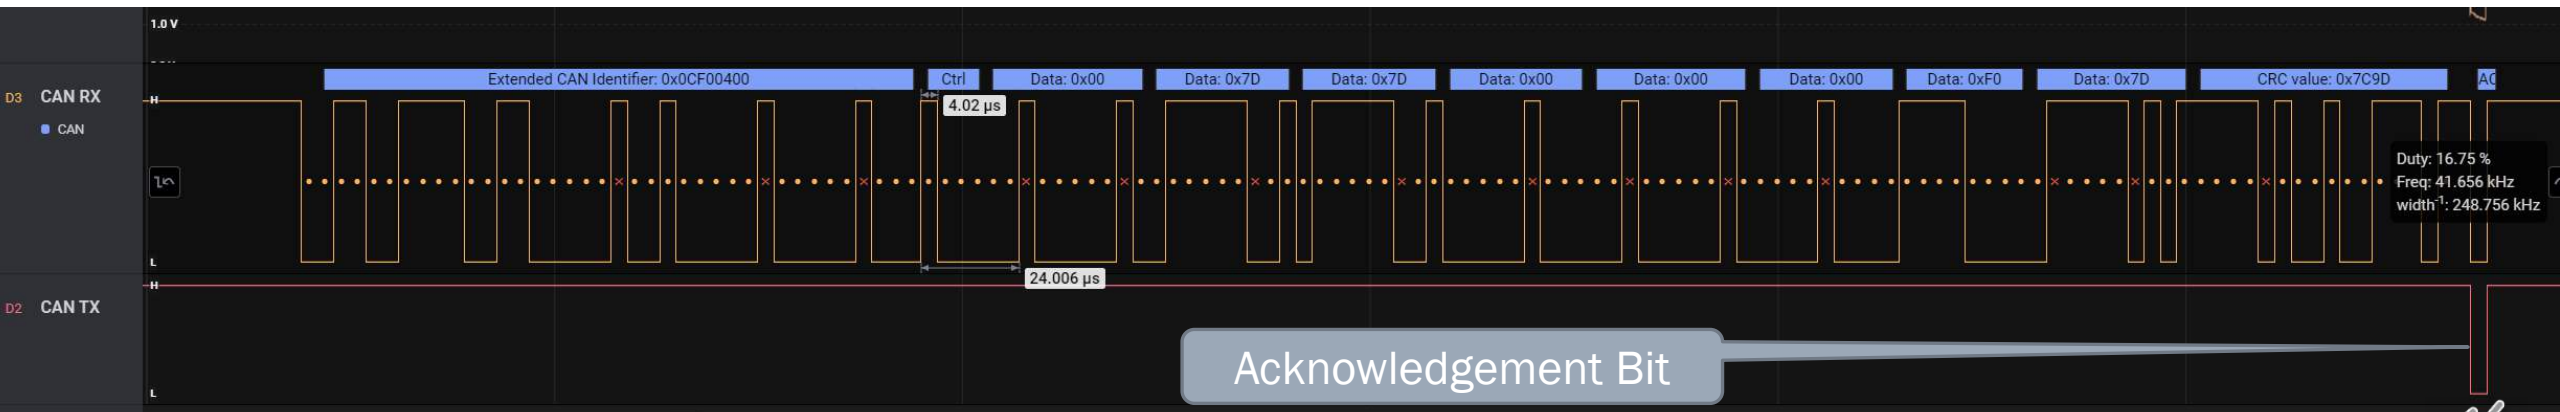 1.0 V
D3 CAN RX
CAN
H
L
Extended CAN Identifier: 0x0CF00400
Ctrl
Data: 0x00
Data: 0x7D
Data: 0x7D
Data: 0x00
Data: 0x00
Data: 0x00
Data: 0xF0
Data: 0x7D
CRC value: 0x7C9D
AC
4.02 µs
24.006 µs
Duty: 16.75 %
Freq: 41.656 kHz
width⁻¹: 248.756 kHz
D2 CAN TX
H
L
Acknowledgement Bit